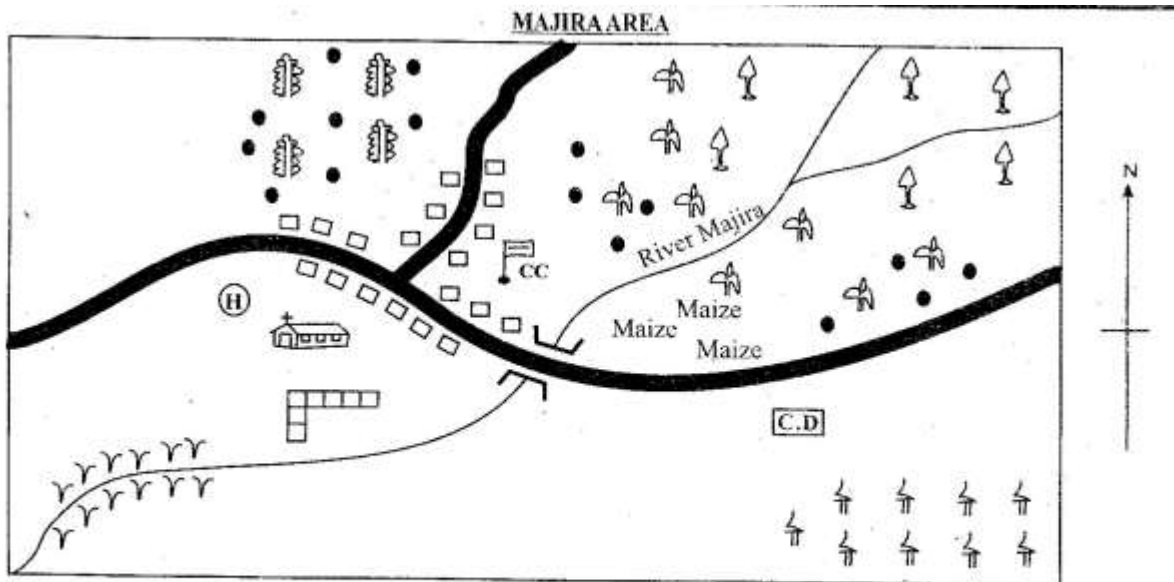 MAJIRA AREA
N
River Majira
CC
H
Maize
Maize
Maize
C.D